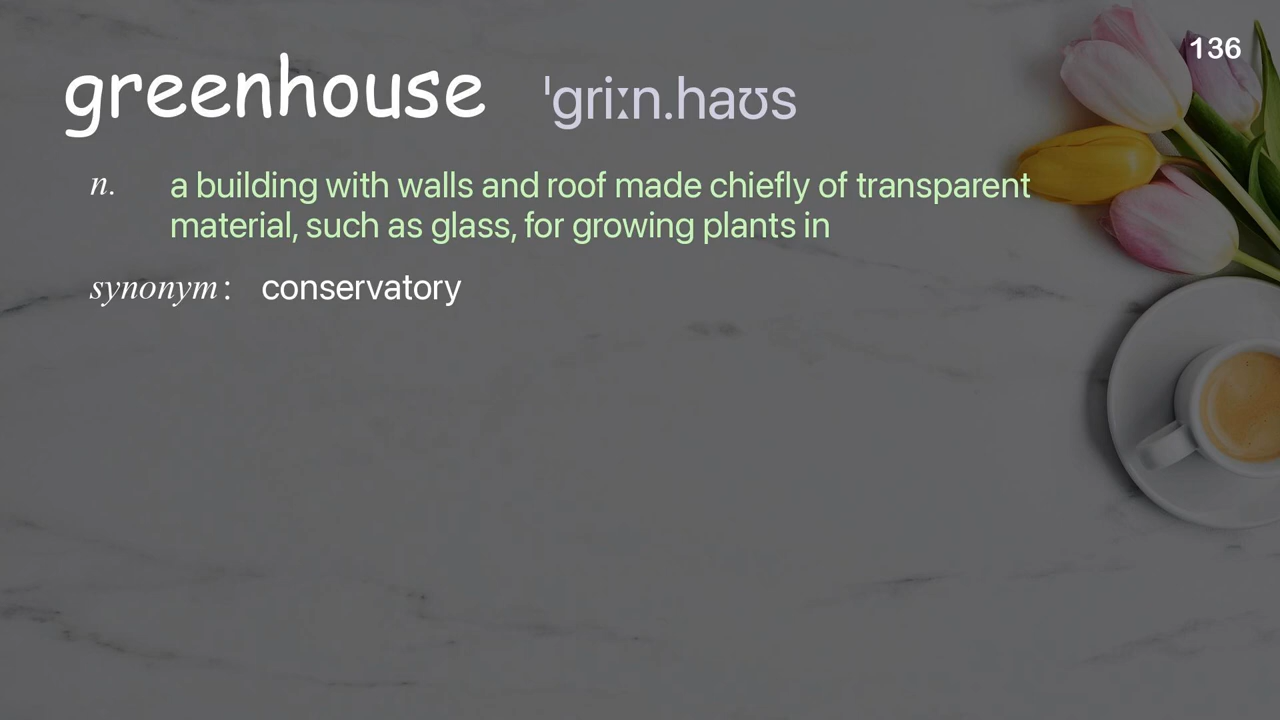 136
greenhouse ˈgriːn.haʊs
n. a building with walls and roof made chiefly of transparent
material, such as glass, for growing plants in
synonym: conservatory